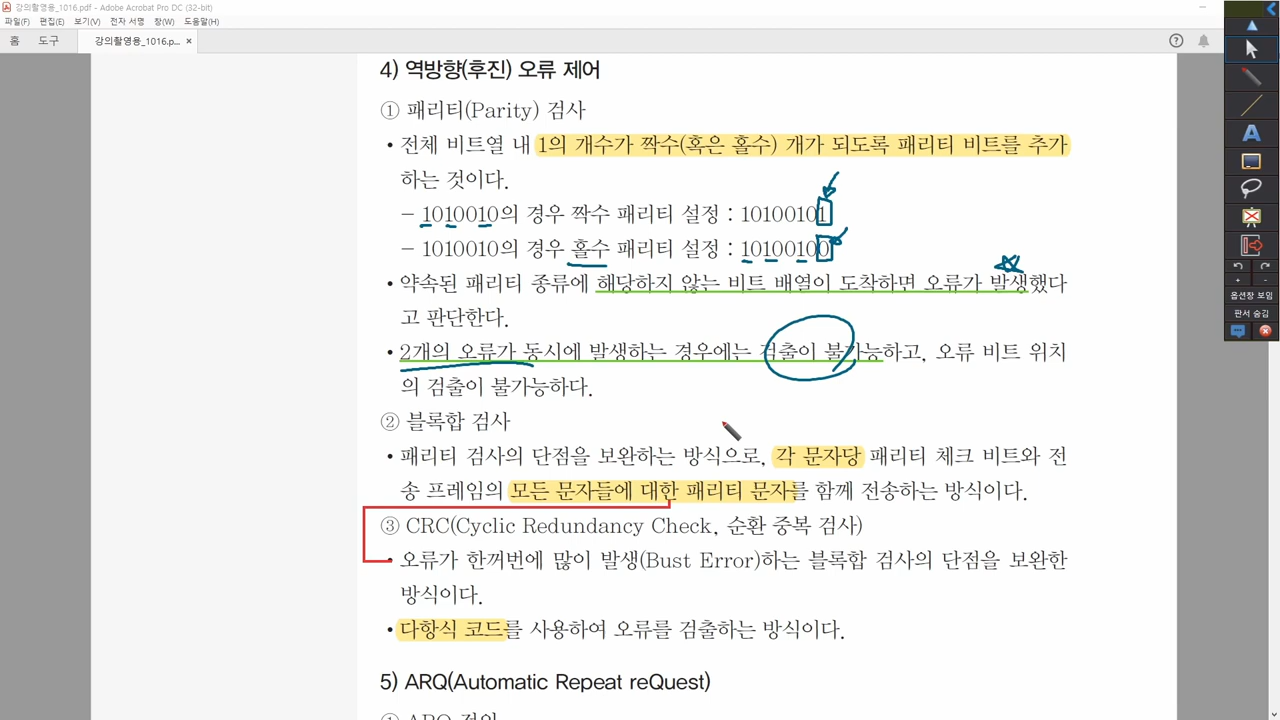 강의촬영용_1016.pdf - Adobe Acrobat Pro DC (32-bit)
파일(F) 편집(E) 보기(V) 전자 서명 창(W) 도움말(H)
홈 도구 강의촬영용_1016.p... ×
4) 역방향(후진) 오류 제어
① 패리티(Parity) 검사
• 전체 비트열 내 1의 개수가 짝수(혹은 홀수) 개가 되도록 패리티 비트를 추가
하는 것이다.
– 1010010의 경우 짝수 패리티 설정 : 10100101
– 1010010의 경우 홀수 패리티 설정 : 10100100
• 약속된 패리티 종류에 해당하지 않는 비트 배열이 도착하면 오류가 발생했다
고 판단한다.
• 2개의 오류가 동시에 발생하는 경우에는 검출이 불가능하고, 오류 비트 위치
의 검출이 불가능하다.
② 블록합 검사
• 패리티 검사의 단점을 보완하는 방식으로, 각 문자당 패리티 체크 비트와 전
송 프레임의 모든 문자들에 대한 패리티 문자를 함께 전송하는 방식이다.
③ CRC(Cyclic Redundancy Check, 순환 중복 검사)
• 오류가 한꺼번에 많이 발생(Bust Error)하는 블록합 검사의 단점을 보완한
방식이다.
• 다항식 코드를 사용하여 오류를 검출하는 방식이다.
5) ARQ(Automatic Repeat reQuest)
① ARQ 정의
옵션창 보임
판서 숨김